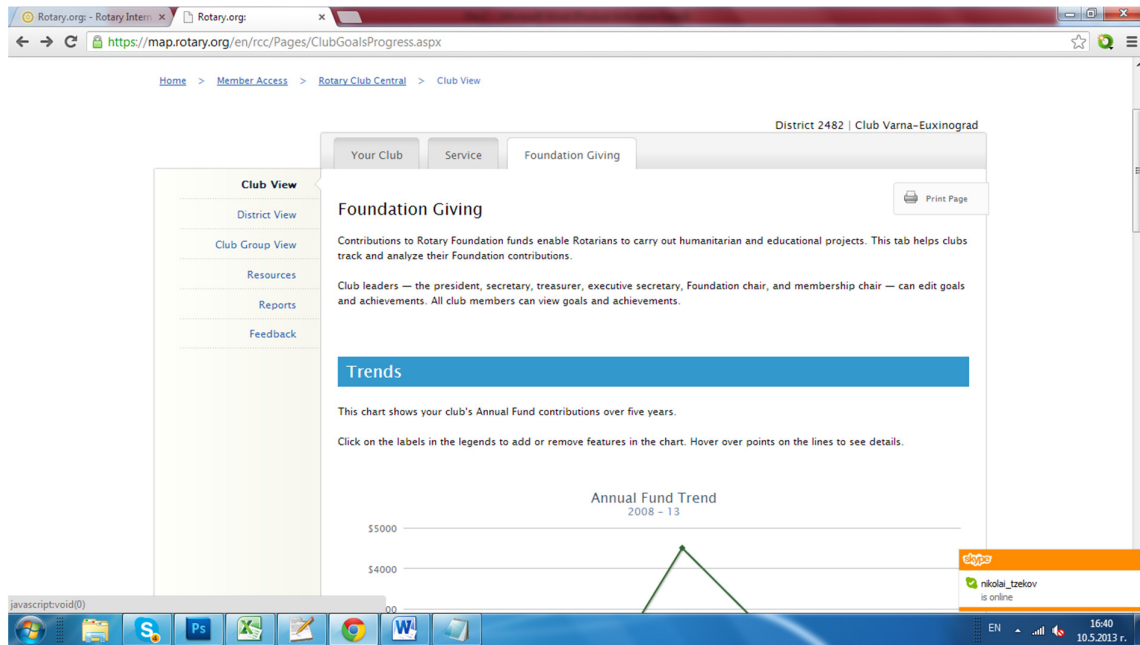 Rotary.org: - Rotary Intern
Rotary.org:
https://map.rotary.org/en/rcc/Pages/ClubGoalsProgress.aspx
Home > Member Access > Rotary Club Central > Club View
District 2482 | Club Varna-Euxinograd
Your Club
Service
Foundation Giving
Club View
District View
Club Group View
Resources
Reports
Feedback
Print Page
Foundation Giving
Contributions to Rotary Foundation funds enable Rotarians to carry out humanitarian and educational projects. This tab helps clubs
track and analyze their Foundation contributions.
Club leaders — the president, secretary, treasurer, executive secretary, Foundation chair, and membership chair — can edit goals
and achievements. All club members can view goals and achievements.
Trends
This chart shows your club's Annual Fund contributions over five years.
Click on the labels in the legends to add or remove features in the chart. Hover over points on the lines to see details.
Annual Fund Trend
2008 - 13
$5000
$4000
skype
nikolai_tzekov
is online
javascript:void(0)
Ps
EN
16:40
10.5.2013 г.